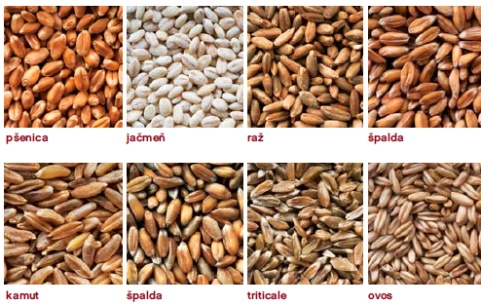 pšenica
jačmeň
raž
špalda
kamut
špalda
triticale
ovos